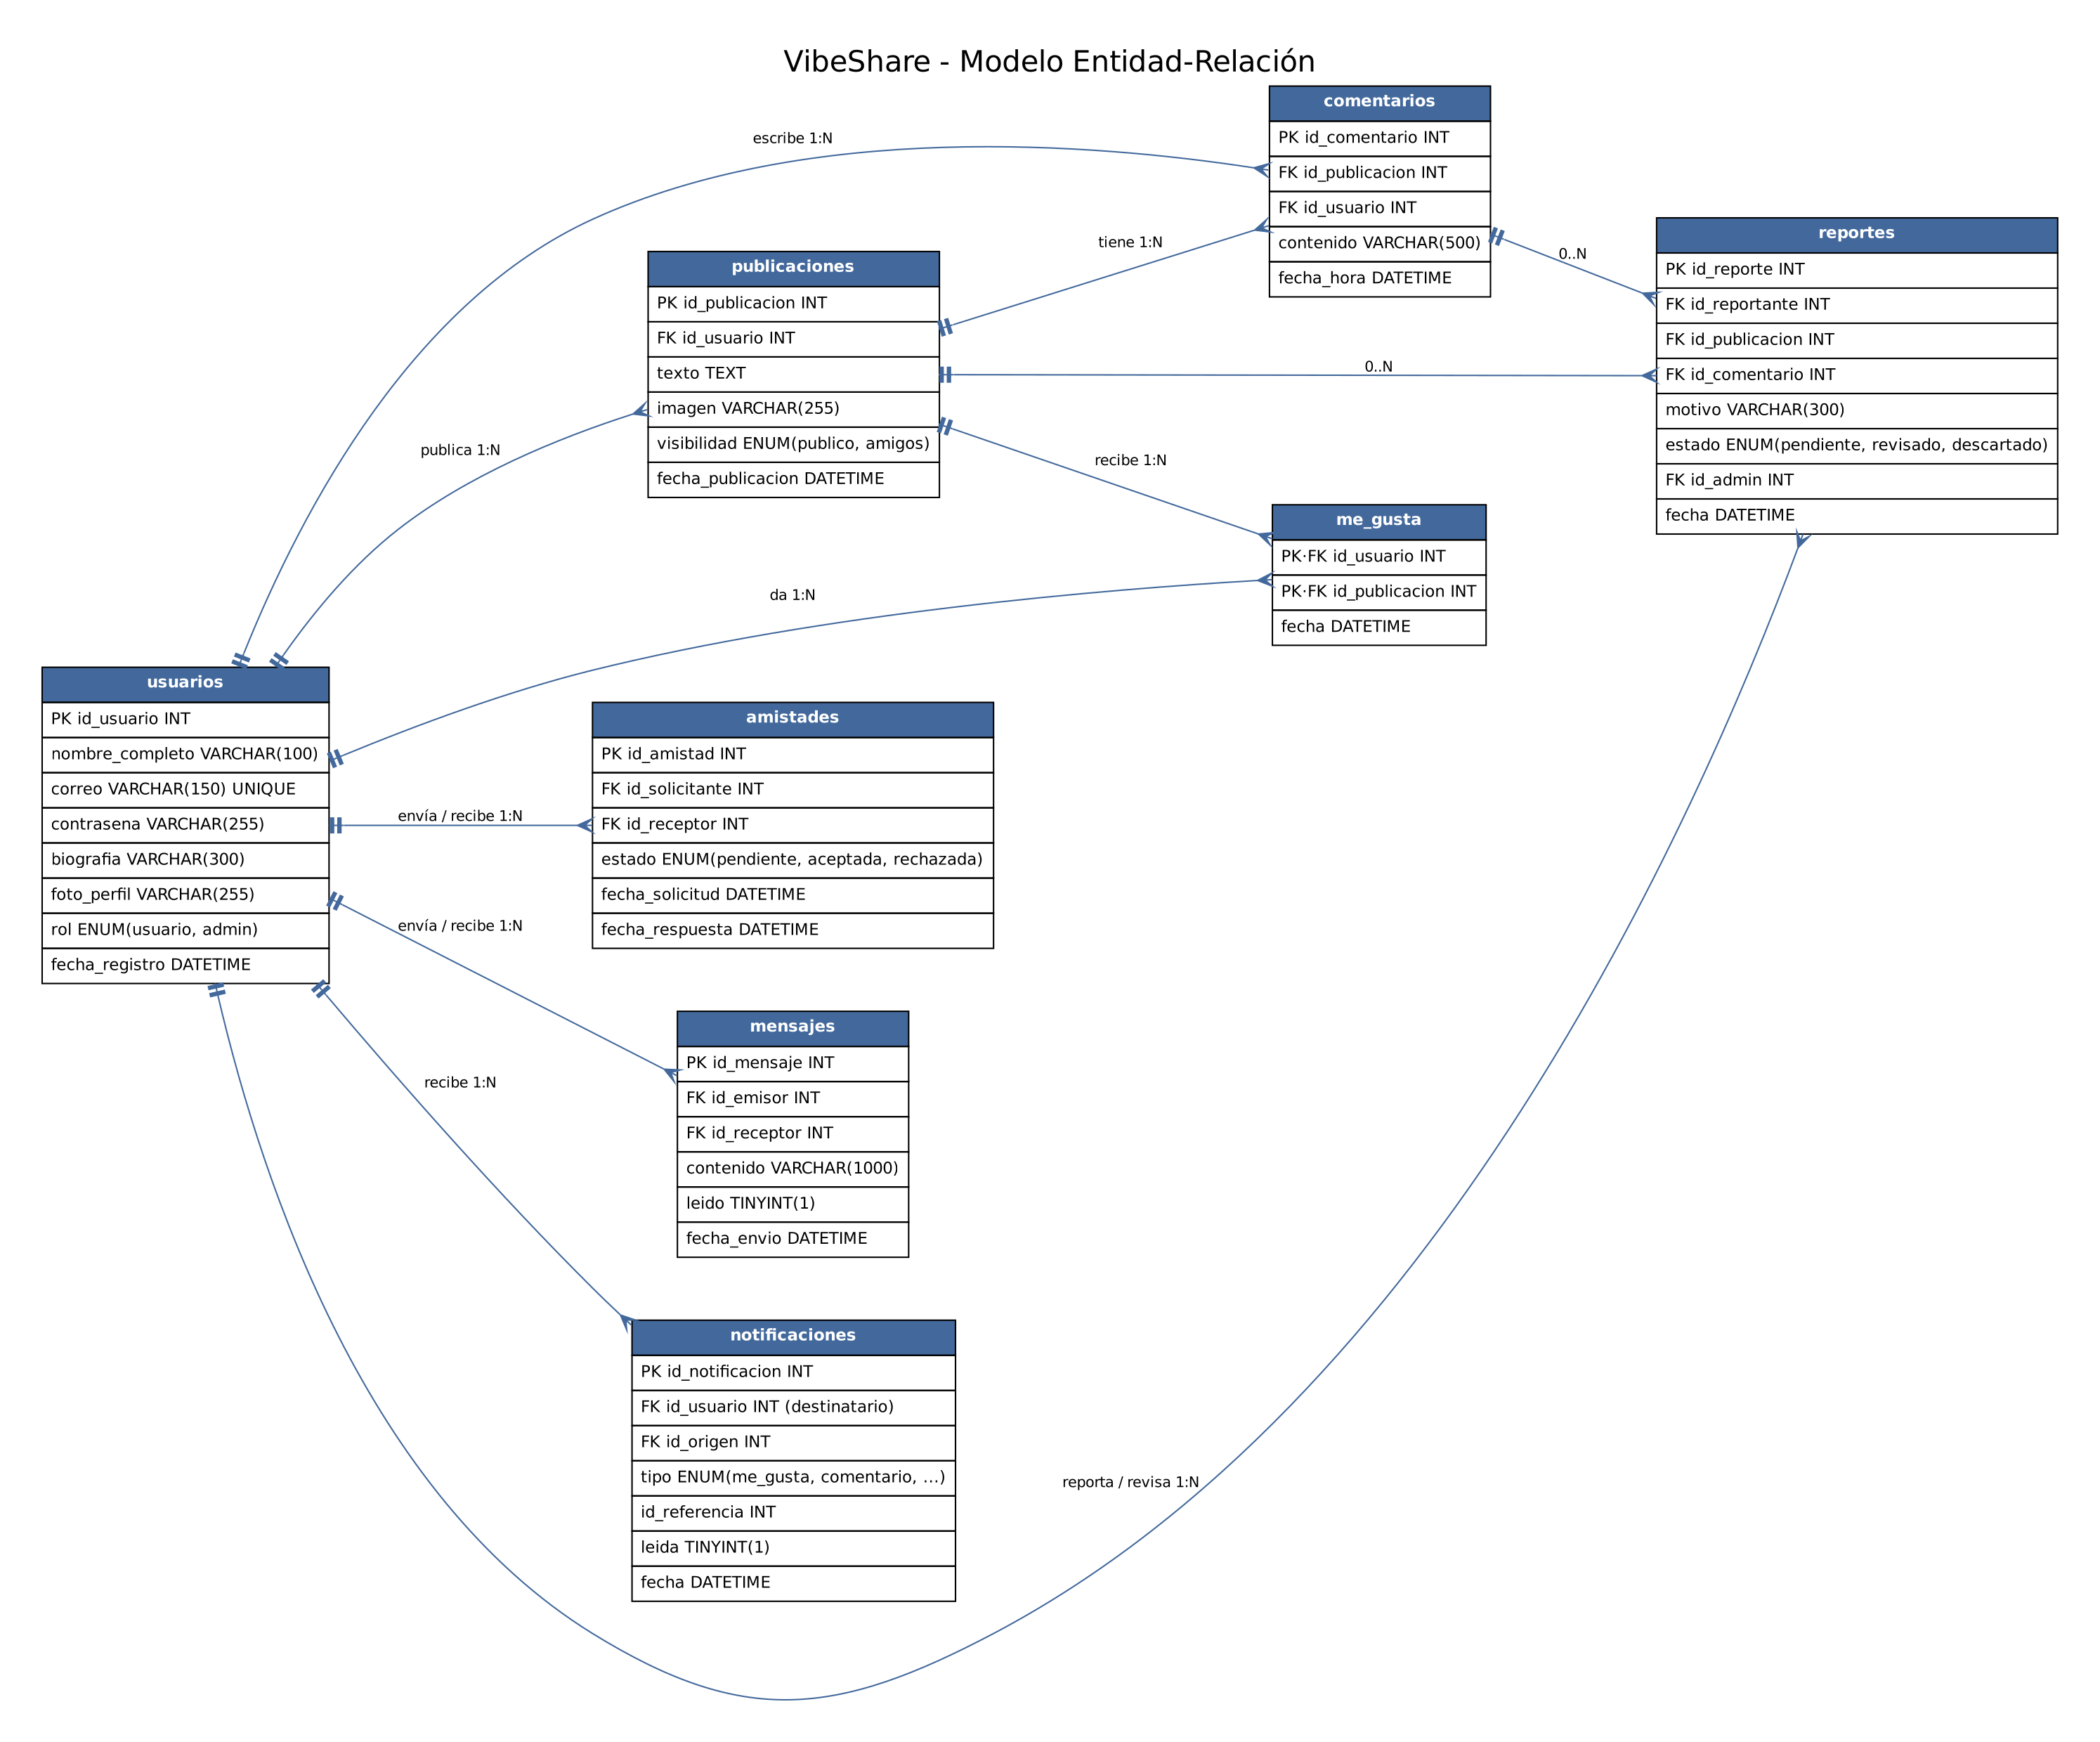 VibeShare - Modelo Entidad-Relación
comentarios
PK id_comentario INT
FK id_publicacion INT
FK id_usuario INT
contenido VARCHAR(500)
fecha_hora DATETIME
escribe 1:N
tiene 1:N
0..N
reportes
PK id_reporte INT
FK id_reportante INT
FK id_publicacion INT
FK id_comentario INT
motivo VARCHAR(300)
estado ENUM(pendiente, revisado, descartado)
FK id_admin INT
fecha DATETIME
publicaciones
PK id_publicacion INT
FK id_usuario INT
texto TEXT
imagen VARCHAR(255)
visibilidad ENUM(publico, amigos)
fecha_publicacion DATETIME
0..N
publica 1:N
recibe 1:N
me_gusta
PK·FK id_usuario INT
PK·FK id_publicacion INT
fecha DATETIME
da 1:N
usuarios
PK id_usuario INT
nombre_completo VARCHAR(100)
correo VARCHAR(150) UNIQUE
contrasena VARCHAR(255)
biografia VARCHAR(300)
foto_perfil VARCHAR(255)
rol ENUM(usuario, admin)
fecha_registro DATETIME
envía / recibe 1:N
amistades
PK id_amistad INT
FK id_solicitante INT
FK id_receptor INT
estado ENUM(pendiente, aceptada, rechazada)
fecha_solicitud DATETIME
fecha_respuesta DATETIME
envía / recibe 1:N
mensajes
PK id_mensaje INT
FK id_emisor INT
FK id_receptor INT
contenido VARCHAR(1000)
leido TINYINT(1)
fecha_envio DATETIME
recibe 1:N
notificaciones
PK id_notificacion INT
FK id_usuario INT (destinatario)
FK id_origen INT
tipo ENUM(me_gusta, comentario, ...)
id_referencia INT
leida TINYINT(1)
fecha DATETIME
reporta / revisa 1:N